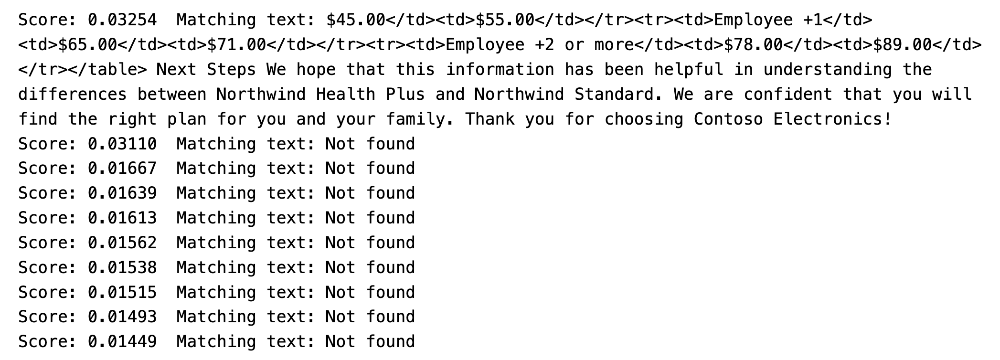 Score: 0.03254  Matching text: $45.00</td><td>$55.00</td></tr><tr><td>Employee +1</td>
<td>$65.00</td><td>$71.00</td></tr><tr><td>Employee +2 or more</td><td>$78.00</td><td>$89.00</td>
</tr></table> Next Steps We hope that this information has been helpful in understanding the
differences between Northwind Health Plus and Northwind Standard. We are confident that you will
find the right plan for you and your family. Thank you for choosing Contoso Electronics!
Score: 0.03110  Matching text: Not found
Score: 0.01667  Matching text: Not found
Score: 0.01639  Matching text: Not found
Score: 0.01613  Matching text: Not found
Score: 0.01562  Matching text: Not found
Score: 0.01538  Matching text: Not found
Score: 0.01515  Matching text: Not found
Score: 0.01493  Matching text: Not found
Score: 0.01449  Matching text: Not found